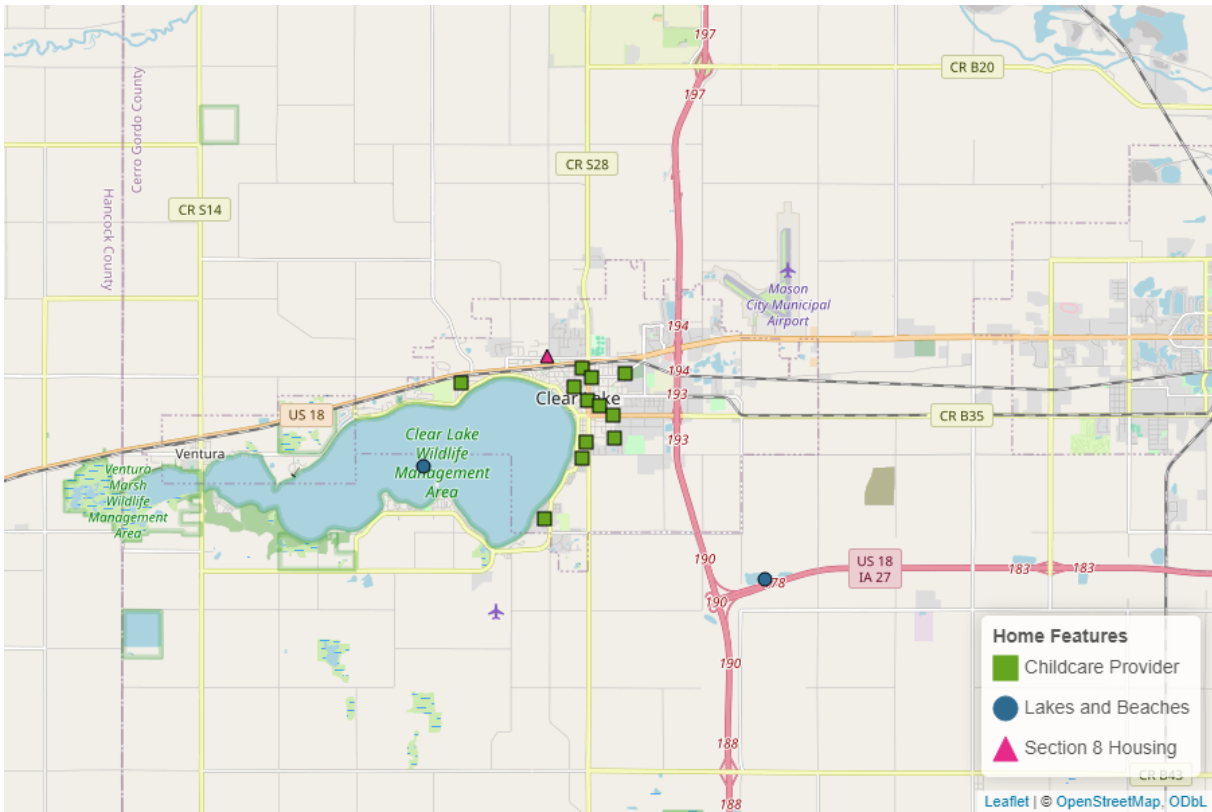 197
197
CR B20
Cerro Gordo County
CR S28
Hancock County
CR S14
Mason
City Municipal
Airport
194
194
193
Clear Lake
US 18
CR B35
193
Clear Lake
Wildlife
Management
Area
Ventura
Ventura
Marsh
Wildlife
Management
Area
190
US 18
IA 27
183
183
178
190
190
188
188
CR B43
Home Features
Childcare Provider
Lakes and Beaches
Section 8 Housing
Leaflet | © OpenStreetMap, ODbL